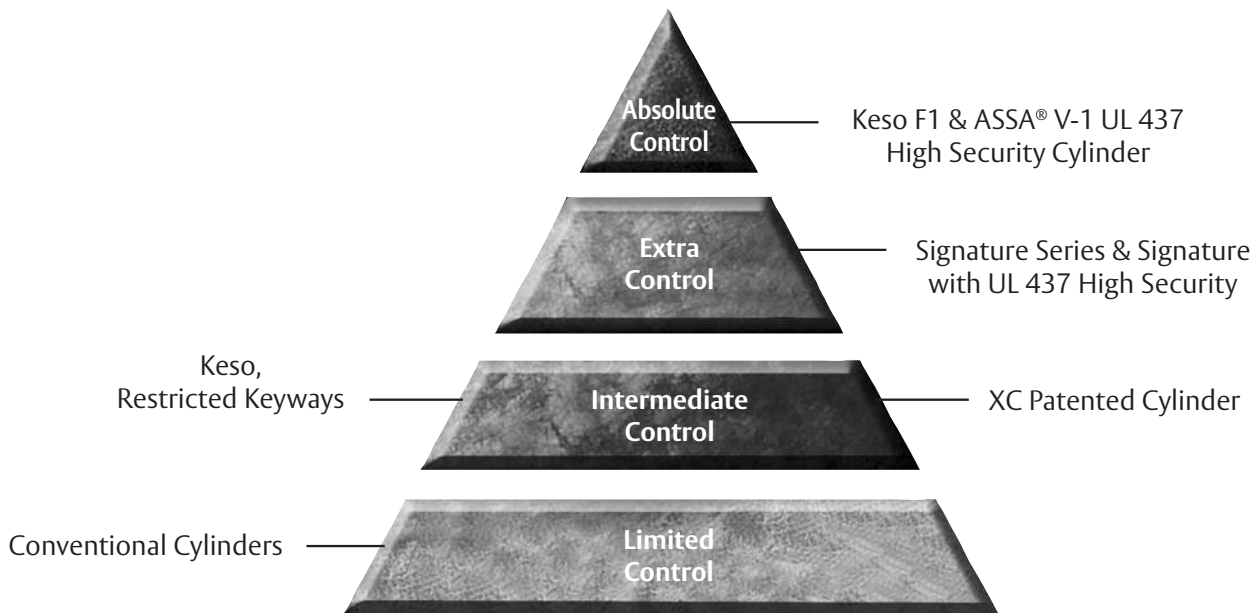 Absolute
Control
Keso F1 & ASSA® V-1 UL 437
High Security Cylinder
Extra
Control
Signature Series & Signature
with UL 437 High Security
Keso,
Restricted Keyways
Intermediate
Control
XC Patented Cylinder
Conventional Cylinders
Limited
Control